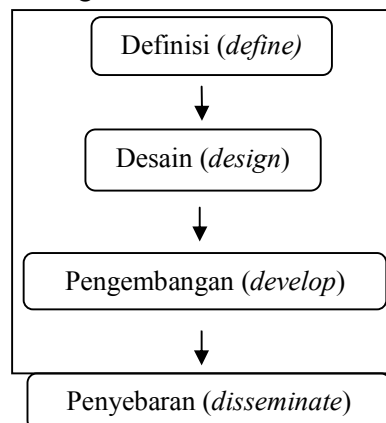 Definisi (define)
Desain (design)
Pengembangan (develop)
Penyebaran (disseminate)